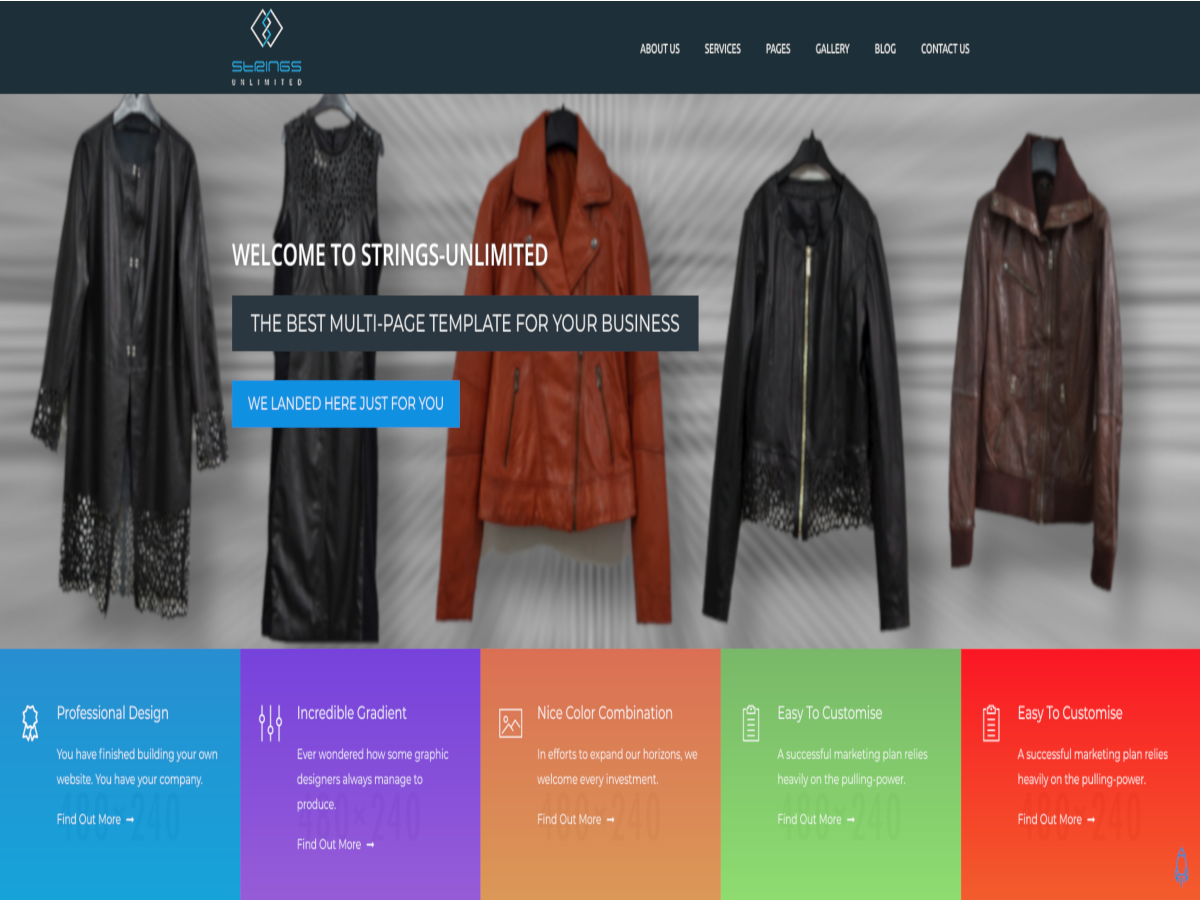 STRINGS
UNLIMITED
ABOUT US SERVICES PAGES GALLERY BLOG CONTACT US
WELCOME TO STRINGS-UNLIMITED
THE BEST MULTI-PAGE TEMPLATE FOR YOUR BUSINESS
WE LANDED HERE JUST FOR YOU
Professional Design
You have finished building your own
website. You have your company.
Find Out More →
480×240
Incredible Gradient
Ever wondered how some graphic
designers always manage to
produce.
Find Out More →
480×240
Nice Color Combination
In efforts to expand our horizons, we
welcome every investment.
Find Out More →
480×240
Easy To Customise
A successful marketing plan relies
heavily on the pulling-power.
Find Out More →
480×240
Easy To Customise
A successful marketing plan relies
heavily on the pulling-power.
Find Out More →
480×240